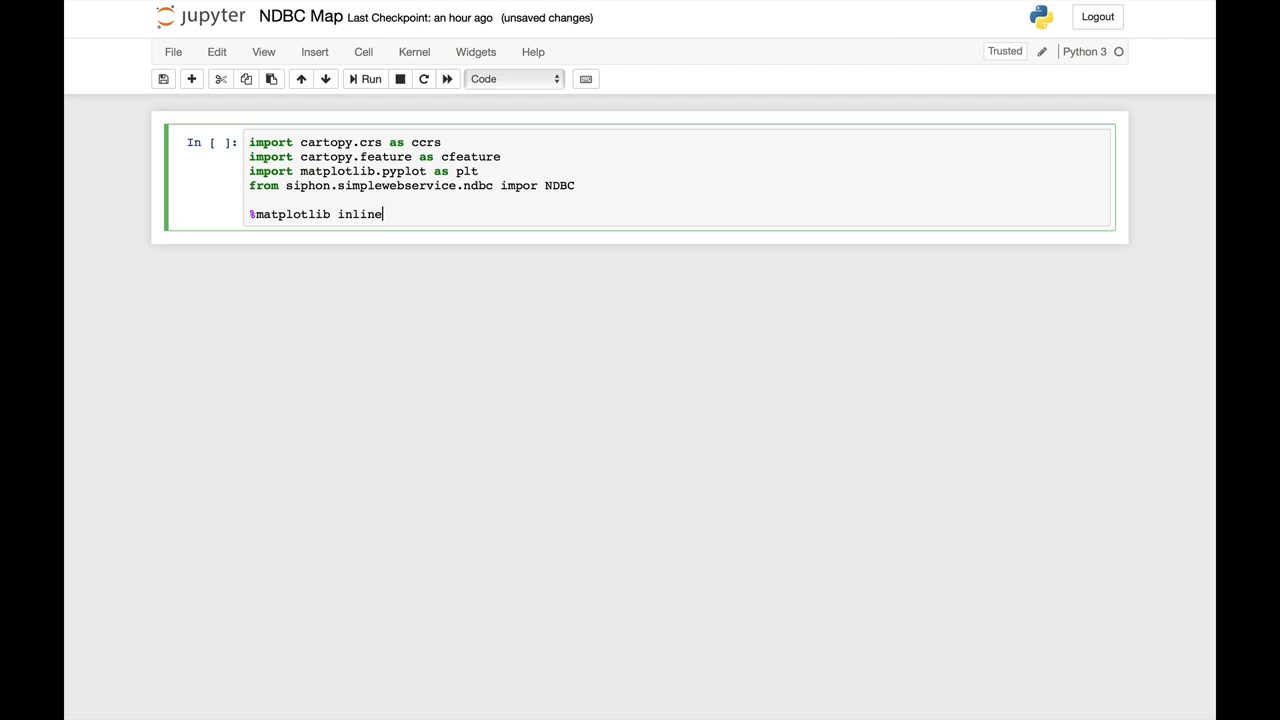 jupyter NDBC Map Last Checkpoint: an hour ago (unsaved changes) Logout
File Edit View Insert Cell Kernel Widgets Help Trusted Python 3
Run Code
In [ ]: import cartopy.crs as ccrs
import cartopy.feature as cfeature
import matplotlib.pyplot as plt
from siphon.simplewebservice.ndbc impor NDBC
%matplotlib inline